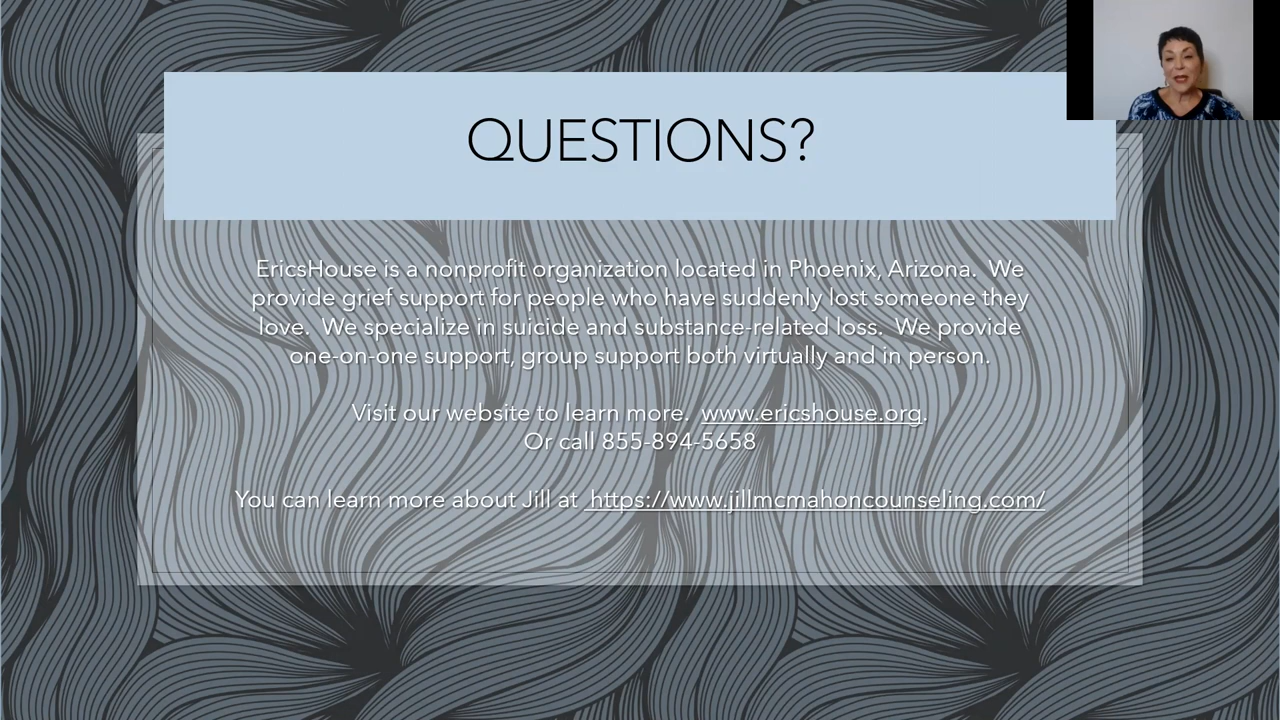 QUESTIONS?
EricsHouse is a nonprofit organization located in Phoenix, Arizona.  We
provide grief support for people who have suddenly lost someone they
love.  We specialize in suicide and substance-related loss.  We provide
one-on-one support, group support both virtually and in person.
Visit our website to learn more.  www.ericshouse.org.
Or call 855-894-5658
You can learn more about Jill at  https://www.jillmcmahoncounseling.com/